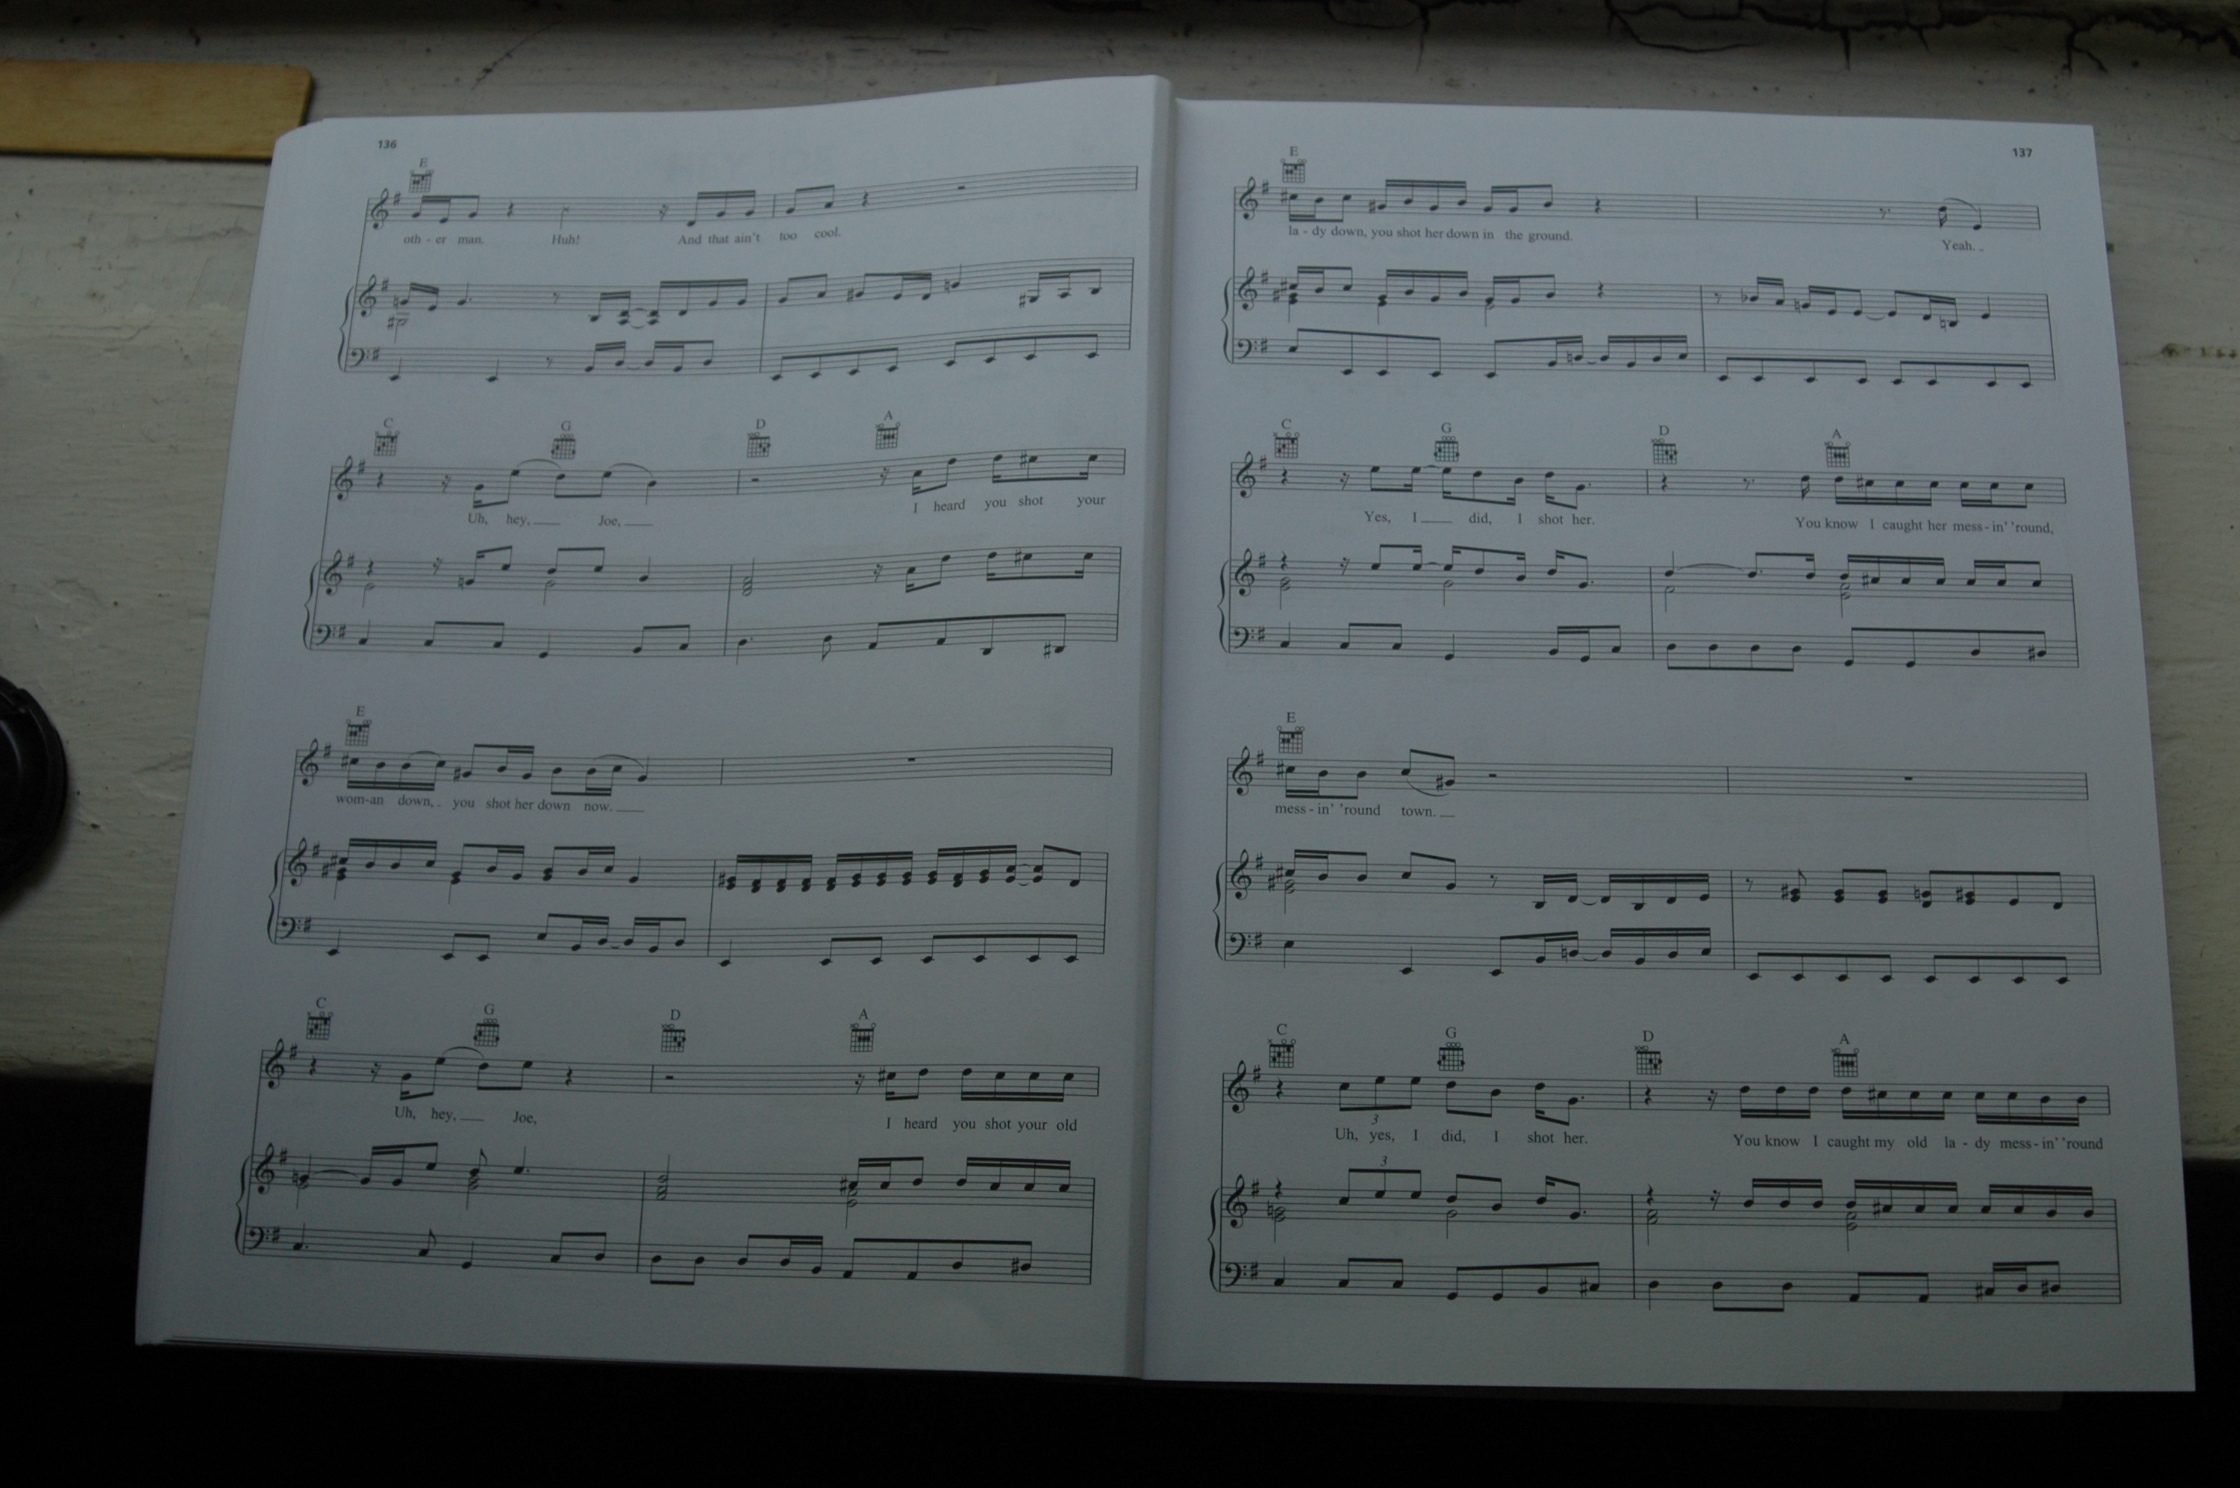 136
E
oth - er man. Huh! And that ain't too cool.
C G D A
Uh, hey, Joe, I heard you shot your
E
wom-an down, you shot her down now.
C G D A
Uh, hey, Joe, I heard you shot your old
137
E
la - dy down, you shot her down in the ground. Yeah.
C G D A
Yes, I did, I shot her. You know I caught her mess - in' 'round,
E
mess - in' 'round town.
C G D A
3
Uh, yes, I did, I shot her. You know I caught my old la - dy mess - in' 'round
3